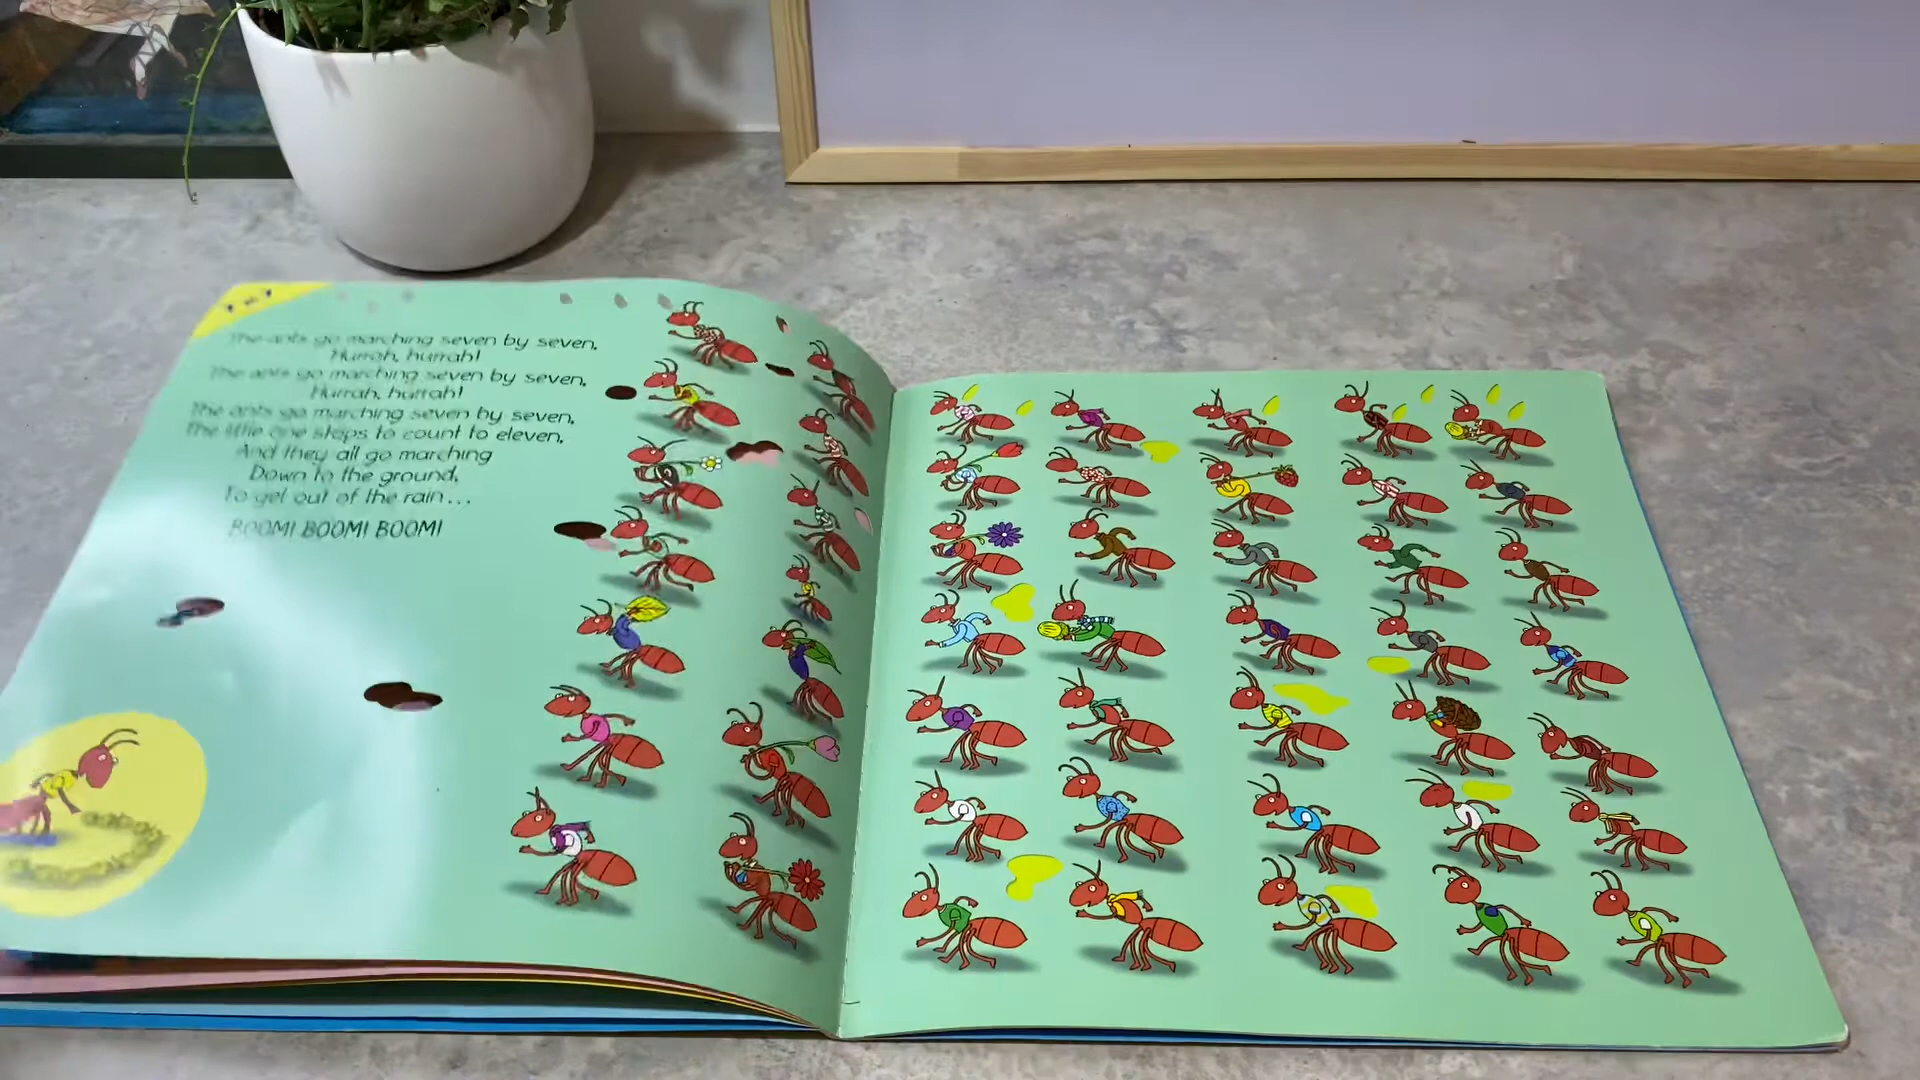 The ants go marching seven by seven,
Hurrah, hurrah!
The ants go marching seven by seven,
Hurrah, hurrah!
The ants go marching seven by seven,
The little one stops to count to eleven,
And they all go marching
Down to the ground,
To get out of the rain...
BOOM! BOOM! BOOM!